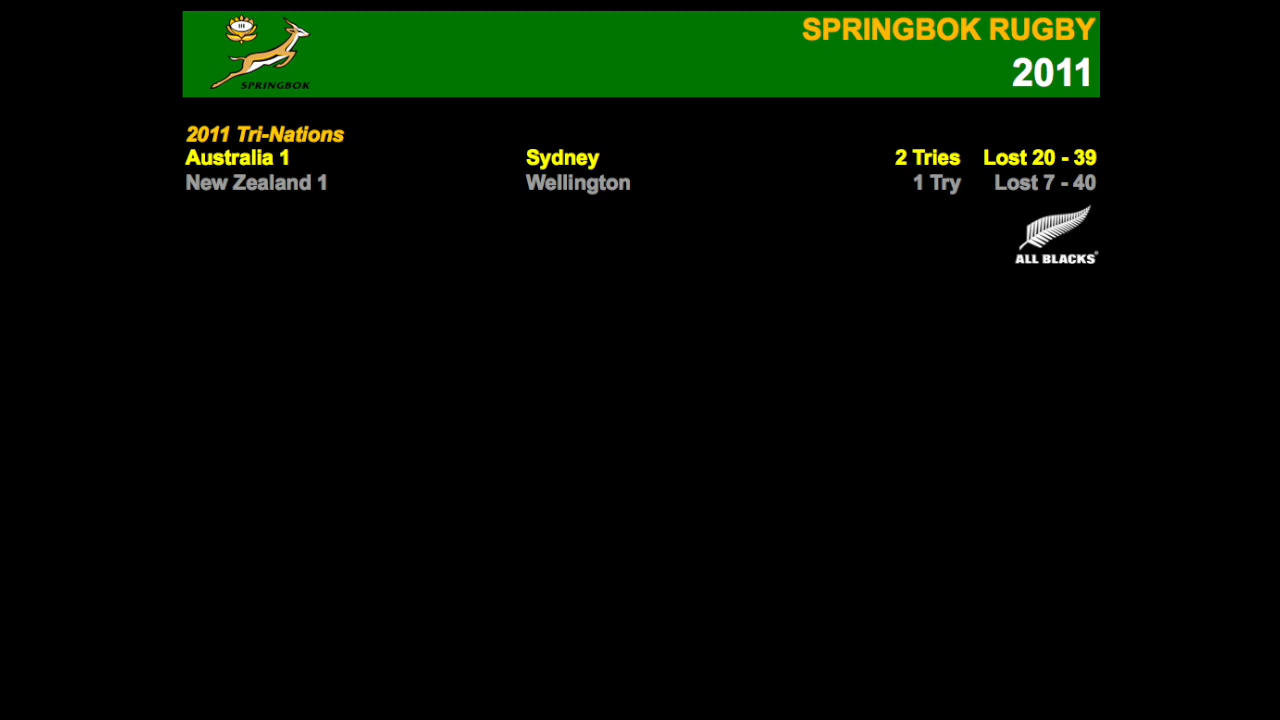 SPRINGBOK RUGBY
SPRINGBOK
2011
2011 Tri-Nations
Australia 1 Sydney 2 Tries Lost 20 - 39
New Zealand 1 Wellington 1 Try Lost 7 - 40
ALL BLACKS®